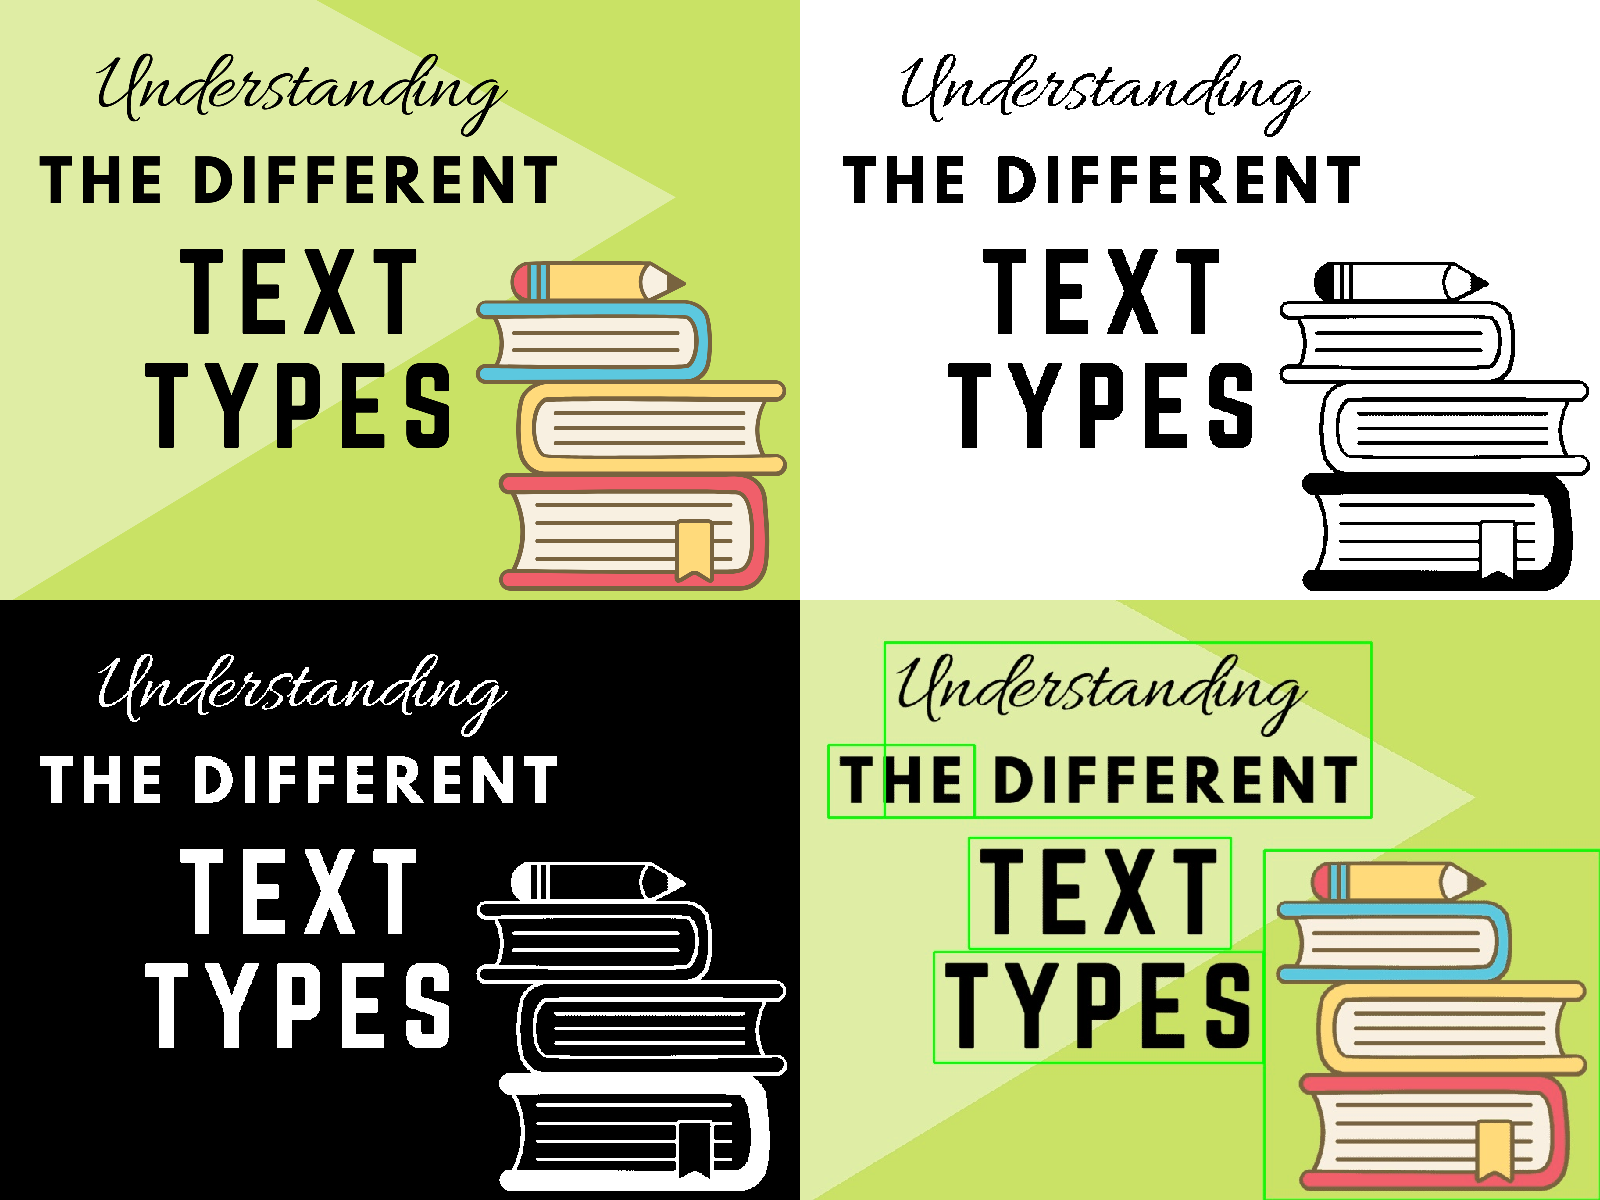 Understanding
THE DIFFERENT
TEXT
TYPES
Understanding
THE DIFFERENT
TEXT
TYPES
Understanding
THE DIFFERENT
TEXT
TYPES
Understanding
THE DIFFERENT
TEXT
TYPES